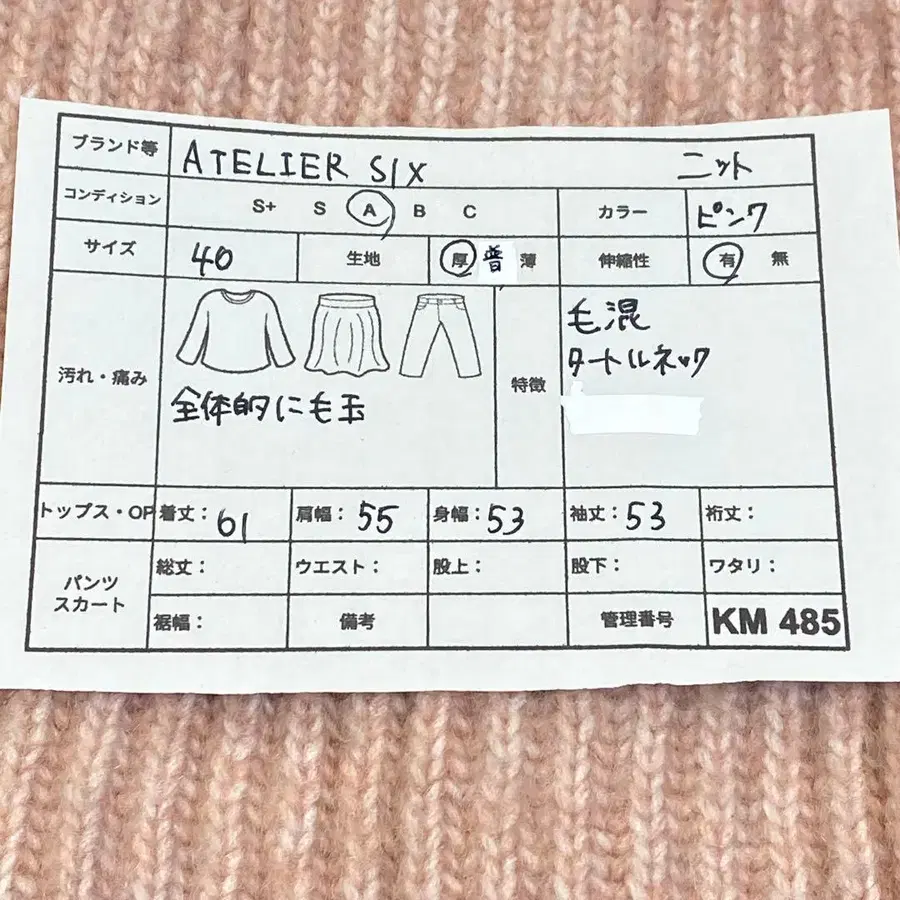 ブランド等 ATELIER SIX ニット
コンディション S+ S A B C カラー ピンク
サイズ 40 生地 厚 普 薄 伸縮性 有 無
汚れ・痛み 全体的に毛玉
特徴 毛混
タートルネック
トップス・OP 着丈：61 肩幅：55 身幅：53 袖丈：53 裄丈：
パンツ
スカート
総丈： ウエスト： 股上： 股下： ワタリ：
裾幅： 備考 管理番号 KM 485